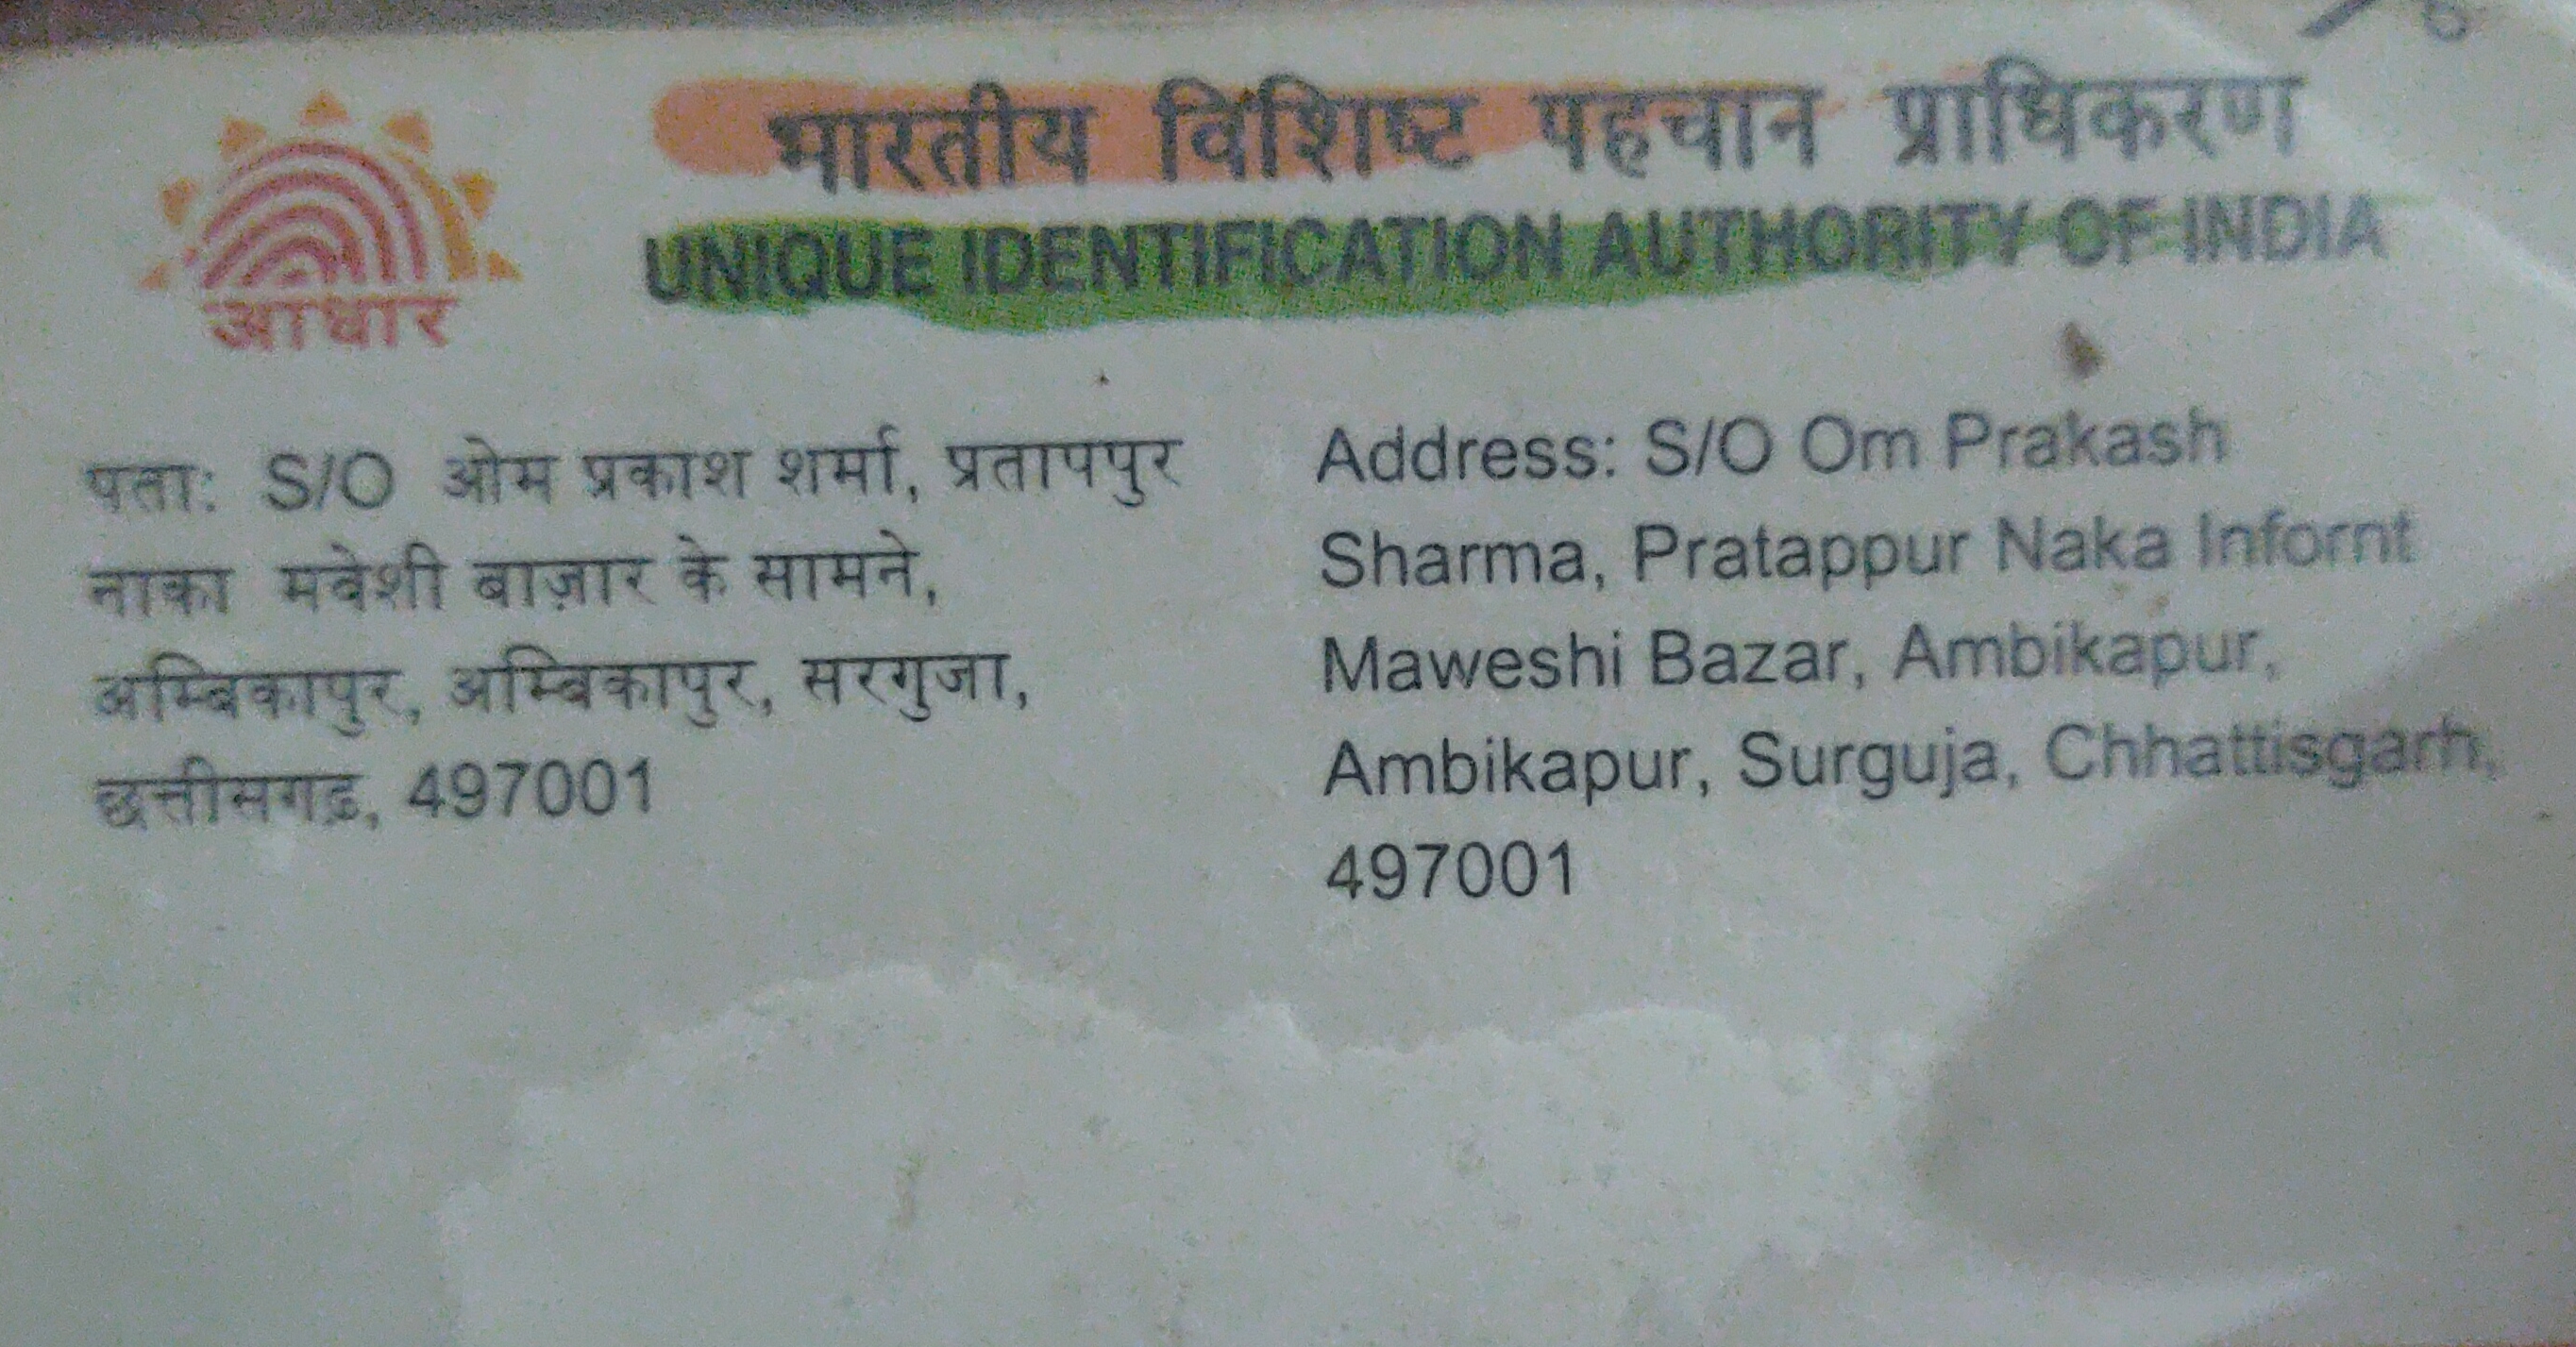 भारतीय विशिष्ट पहचान प्राधिकरण
UNIQUE IDENTIFICATION AUTHORITY OF INDIA
आधार
पता: S/O ओम प्रकाश शर्मा, प्रतापपुर
नाका मवेशी बाज़ार के सामने,
अम्बिकापुर, अम्बिकापुर, सरगुजा,
छत्तीसगढ़, 497001
Address: S/O Om Prakash
Sharma, Pratappur Naka Infornt
Maweshi Bazar, Ambikapur,
Ambikapur, Surguja, Chhattisgarh,
497001